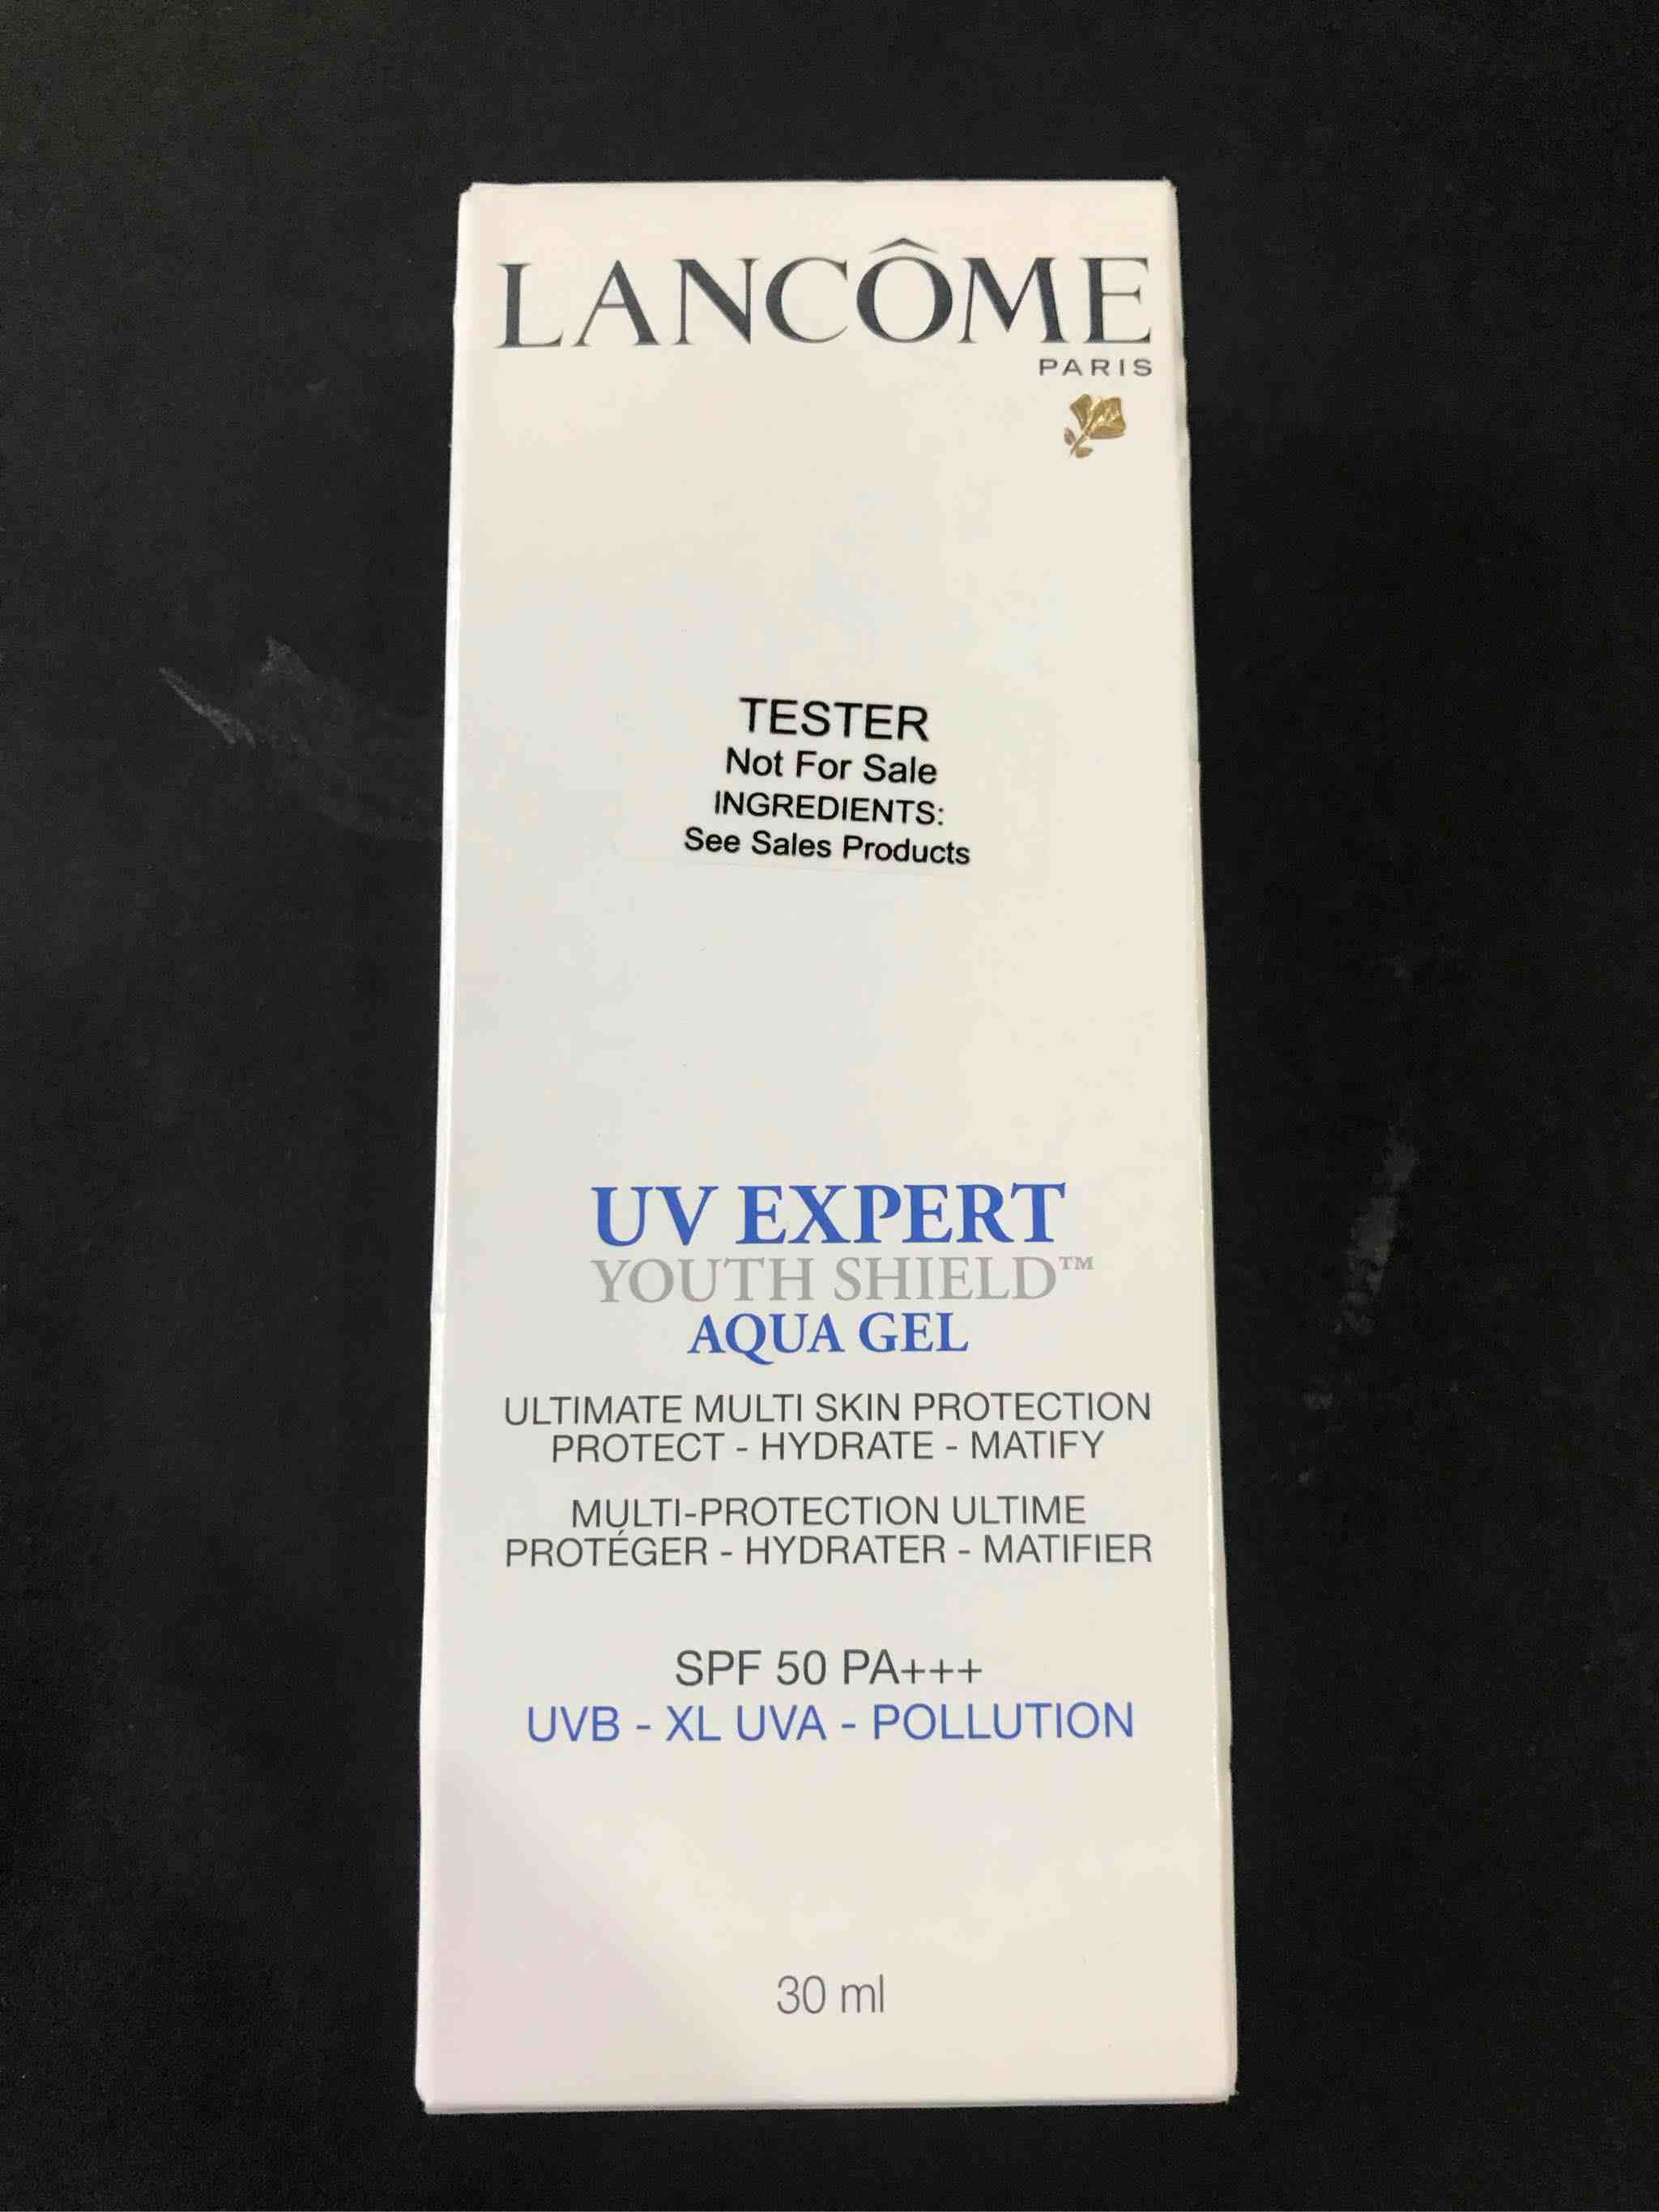 LANCÔME
PARIS
TESTER
Not For Sale
INGREDIENTS:
See Sales Products
UV EXPERT
YOUTH SHIELD™
AQUA GEL
ULTIMATE MULTI SKIN PROTECTION
PROTECT - HYDRATE - MATIFY
MULTI-PROTECTION ULTIME
PROTÉGER - HYDRATER - MATIFIER
SPF 50 PA+++
UVB - XL UVA - POLLUTION
30 ml